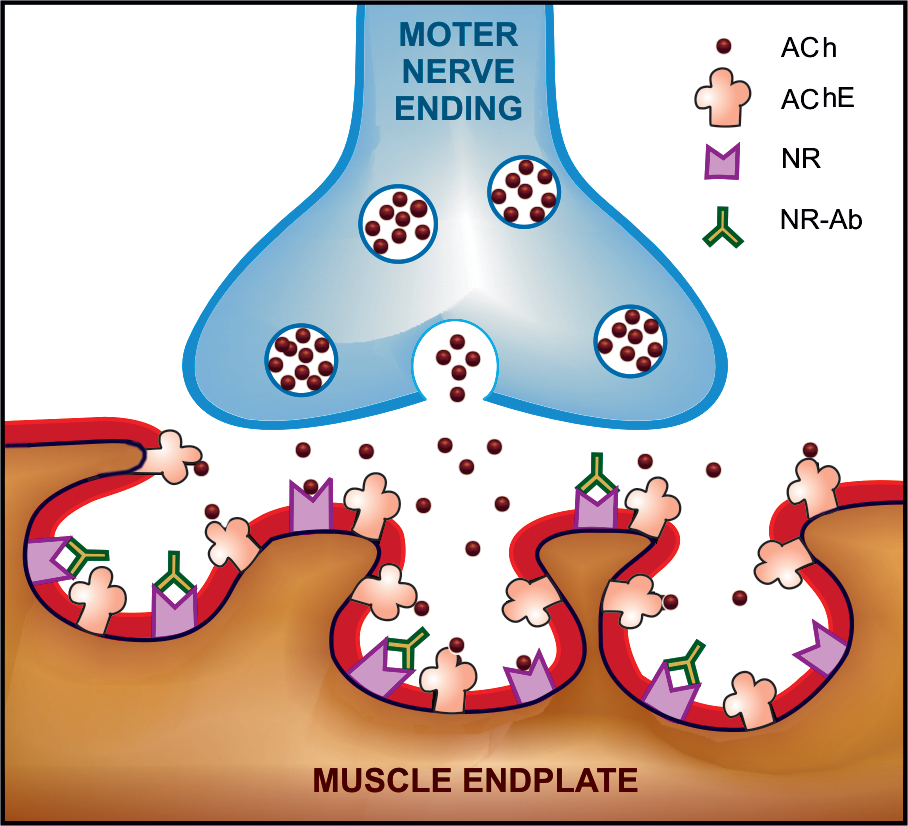 MOTER
NERVE
ENDING
ACh
AChE
NR
NR-Ab
MUSCLE ENDPLATE